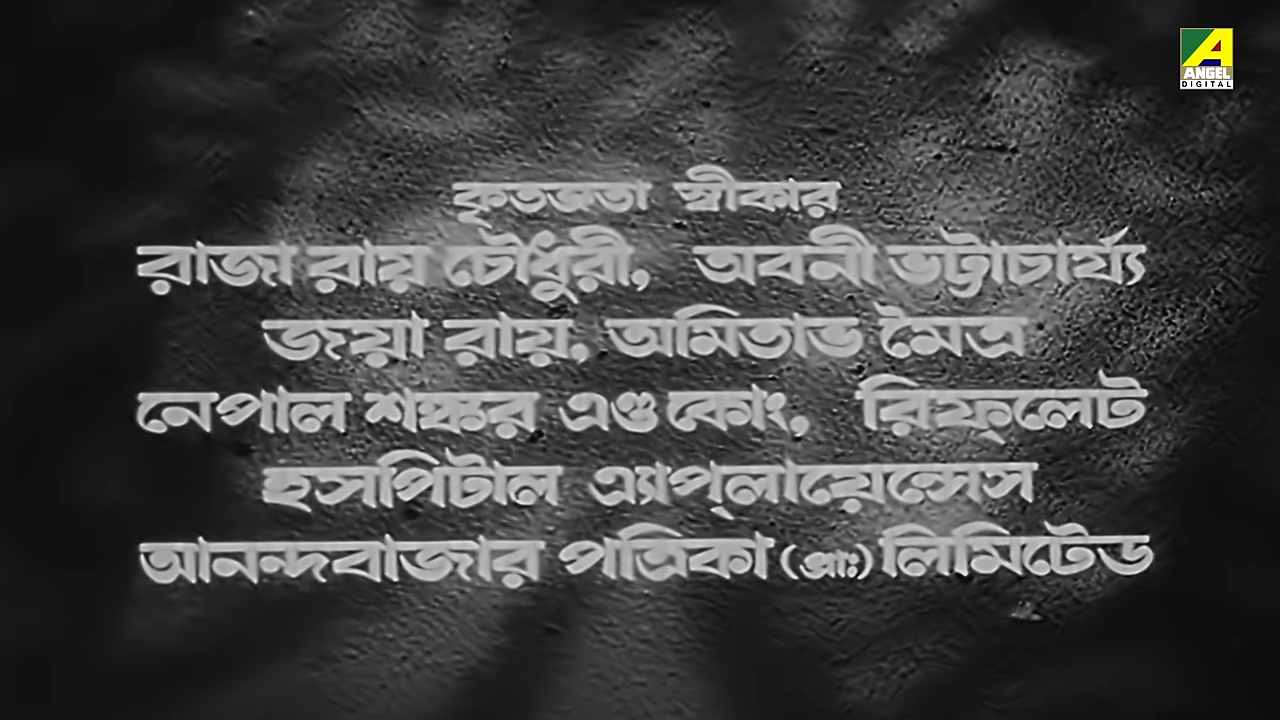 ANGEL
DIGITAL
কৃতজ্ঞতা স্বীকার
রাজা রায় চৌধুরী, অবনী ভট্টাচার্য্য
জয়া রায়, অমিতাভ মৈত্র
নেপাল শঙ্কর এণ্ড কোং, রিফ্‌লেট
হসপিটাল এ্যাপ্‌লায়েন্সেস
আনন্দবাজার পত্রিকা (প্রাঃ) লিমিটেড